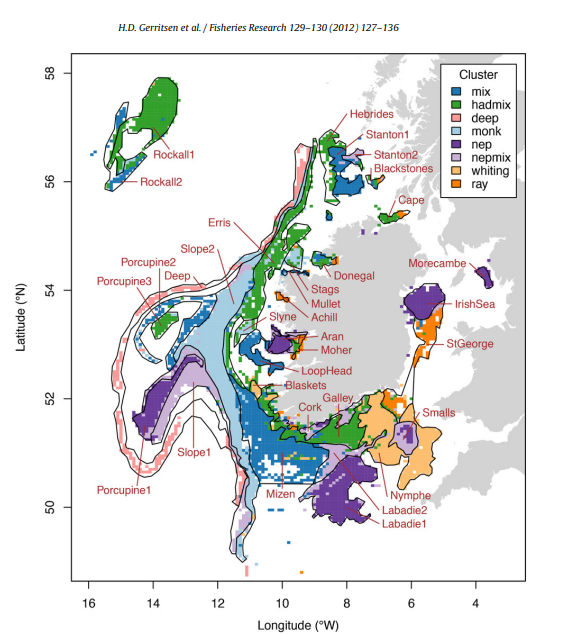 H.D. Gerritsen et al. / Fisheries Research 129–130 (2012) 127–136
58
Cluster
mix
hadmix
deep
monk
nep
nepmix
whiting
ray
Hebrides
Stanton1
Stanton2
Blackstones
Rockall1
Rockall2
56
Cape
Erris
Slope2
Porcupine2
Deep
Porcupine3
Donegal
Morecambe
54
Stags
Mullet
Achill
IrishSea
Slyne
Aran
Moher
StGeorge
LoopHead
Blaskets
52
Galley
Cork
Smalls
Slope1
Porcupine1
Mizen
Nymphe
Labadie2
Labadie1
50
Latitude (°N)
16 14 12 10 8 6 4
Longitude (°W)